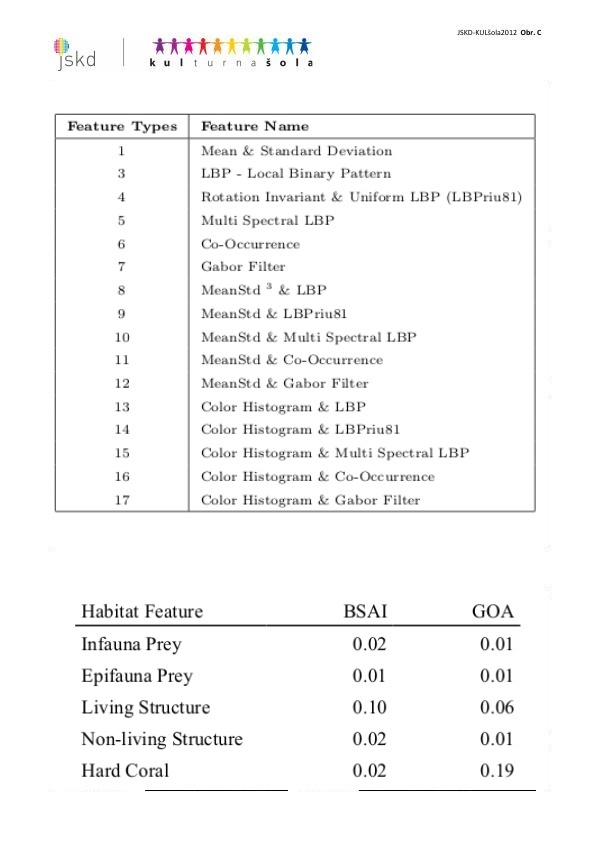 JSKD-KULšola2012 Obr. C
jskd
kulturnašola
Feature Types Feature Name
1 Mean & Standard Deviation
3 LBP - Local Binary Pattern
4 Rotation Invariant & Uniform LBP (LBPriu81)
5 Multi Spectral LBP
6 Co-Occurrence
7 Gabor Filter
8 MeanStd ³ & LBP
9 MeanStd & LBPriu81
10 MeanStd & Multi Spectral LBP
11 MeanStd & Co-Occurrence
12 MeanStd & Gabor Filter
13 Color Histogram & LBP
14 Color Histogram & LBPriu81
15 Color Histogram & Multi Spectral LBP
16 Color Histogram & Co-Occurrence
17 Color Histogram & Gabor Filter
Habitat Feature BSAI GOA
Infauna Prey 0.02 0.01
Epifauna Prey 0.01 0.01
Living Structure 0.10 0.06
Non-living Structure 0.02 0.01
Hard Coral 0.02 0.19